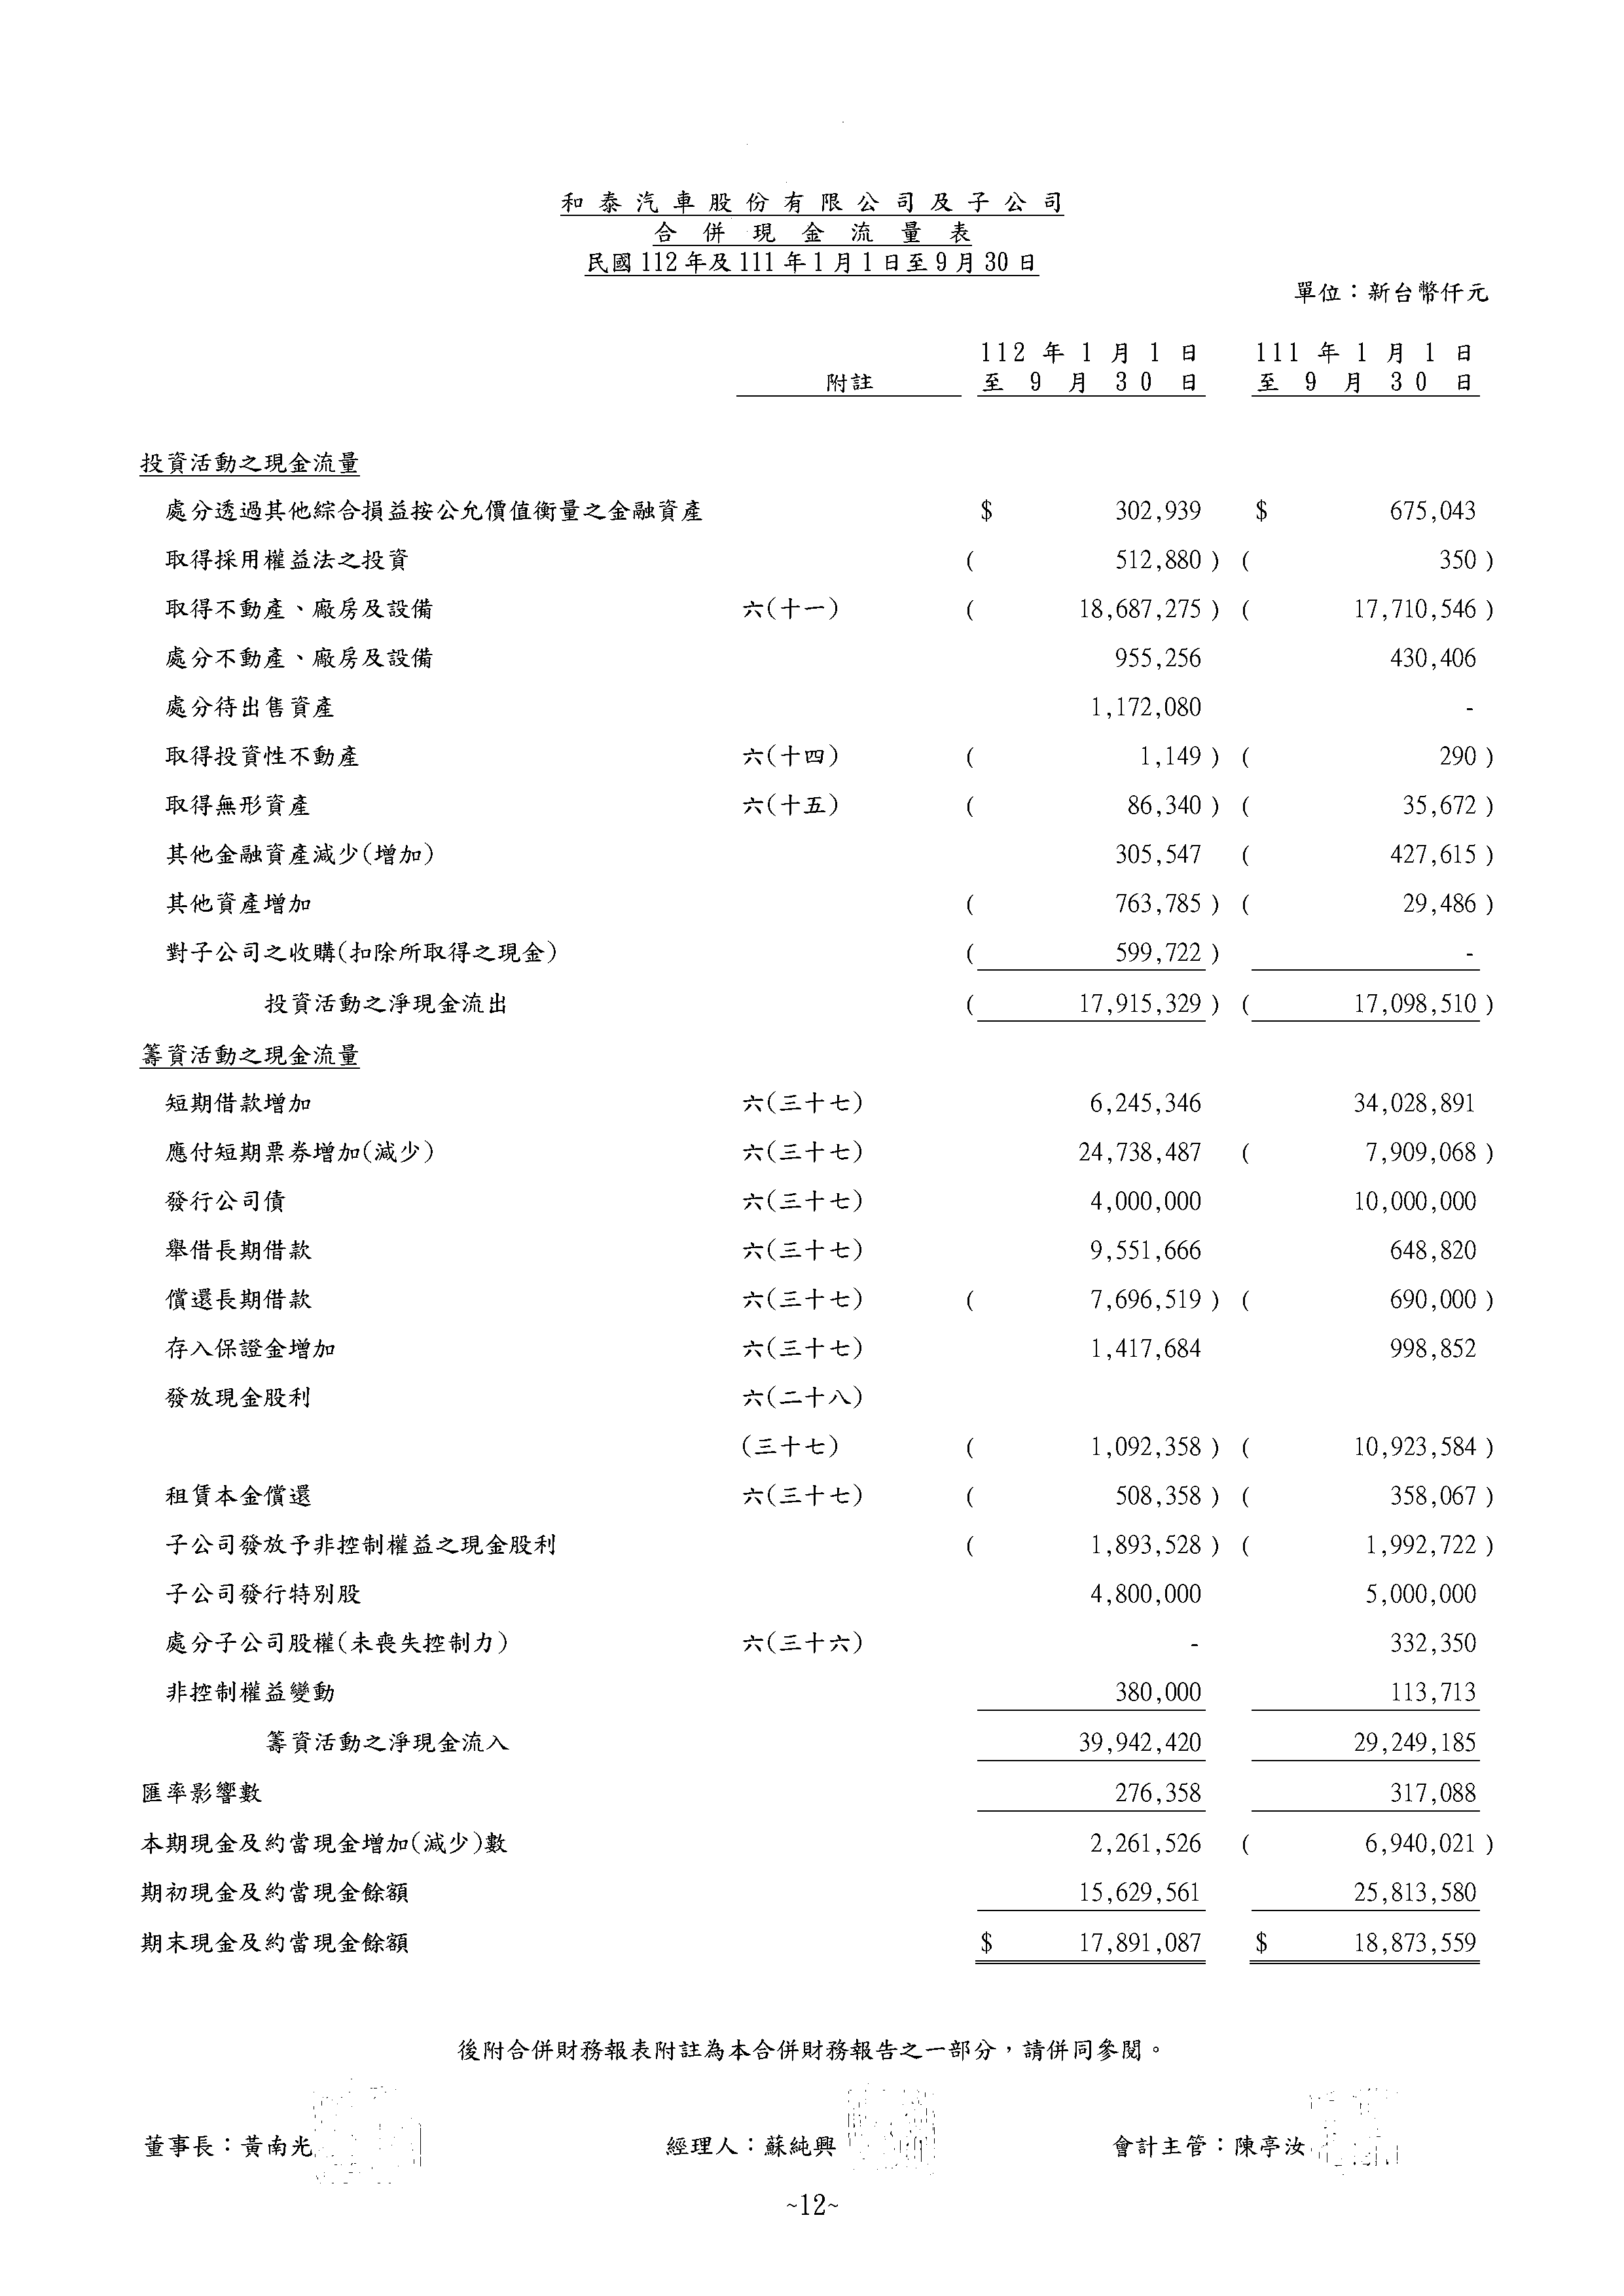 和泰汽車股份有限公司及子公司
合併現金流量表
民國112年及111年1月1日至9月30日
單位：新台幣仟元
112年1月1日 111年1月1日
附註 至9月30日 至9月30日
投資活動之現金流量
處分透過其他綜合損益按公允價值衡量之金融資產 $ 302,939 $ 675,043
取得採用權益法之投資 ( 512,880 ) ( 350 )
取得不動產、廠房及設備 六(十一) ( 18,687,275 ) ( 17,710,546 )
處分不動產、廠房及設備 955,256 430,406
處分待出售資產 1,172,080 -
取得投資性不動產 六(十四) ( 1,149 ) ( 290 )
取得無形資產 六(十五) ( 86,340 ) ( 35,672 )
其他金融資產減少(增加) 305,547 ( 427,615 )
其他資產增加 ( 763,785 ) ( 29,486 )
對子公司之收購(扣除所取得之現金) ( 599,722 ) -
投資活動之淨現金流出 ( 17,915,329 ) ( 17,098,510 )
籌資活動之現金流量
短期借款增加 六(三十七) 6,245,346 34,028,891
應付短期票券增加(減少) 六(三十七) 24,738,487 ( 7,909,068 )
發行公司債 六(三十七) 4,000,000 10,000,000
舉借長期借款 六(三十七) 9,551,666 648,820
償還長期借款 六(三十七) ( 7,696,519 ) ( 690,000 )
存入保證金增加 六(三十七) 1,417,684 998,852
發放現金股利 六(二十八)
(三十七) ( 1,092,358 ) ( 10,923,584 )
租賃本金償還 六(三十七) ( 508,358 ) ( 358,067 )
子公司發放予非控制權益之現金股利 ( 1,893,528 ) ( 1,992,722 )
子公司發行特別股 4,800,000 5,000,000
處分子公司股權(未喪失控制力) 六(三十六) - 332,350
非控制權益變動 380,000 113,713
籌資活動之淨現金流入 39,942,420 29,249,185
匯率影響數 276,358 317,088
本期現金及約當現金增加(減少)數 2,261,526 ( 6,940,021 )
期初現金及約當現金餘額 15,629,561 25,813,580
期末現金及約當現金餘額 $ 17,891,087 $ 18,873,559
後附合併財務報表附註為本合併財務報告之一部分，請併同參閱。
董事長：黃南光 經理人：蘇純興 會計主管：陳亭汝
~12~